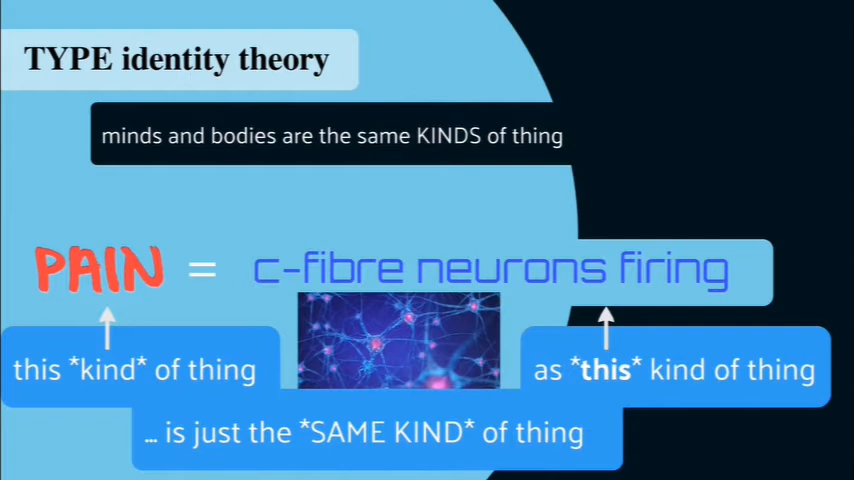 TYPE identity theory
minds and bodies are the same KINDS of thing
PAIN = c-fibre neurons firing
this *kind* of thing
... is just the *SAME KIND* of thing
as *this* kind of thing